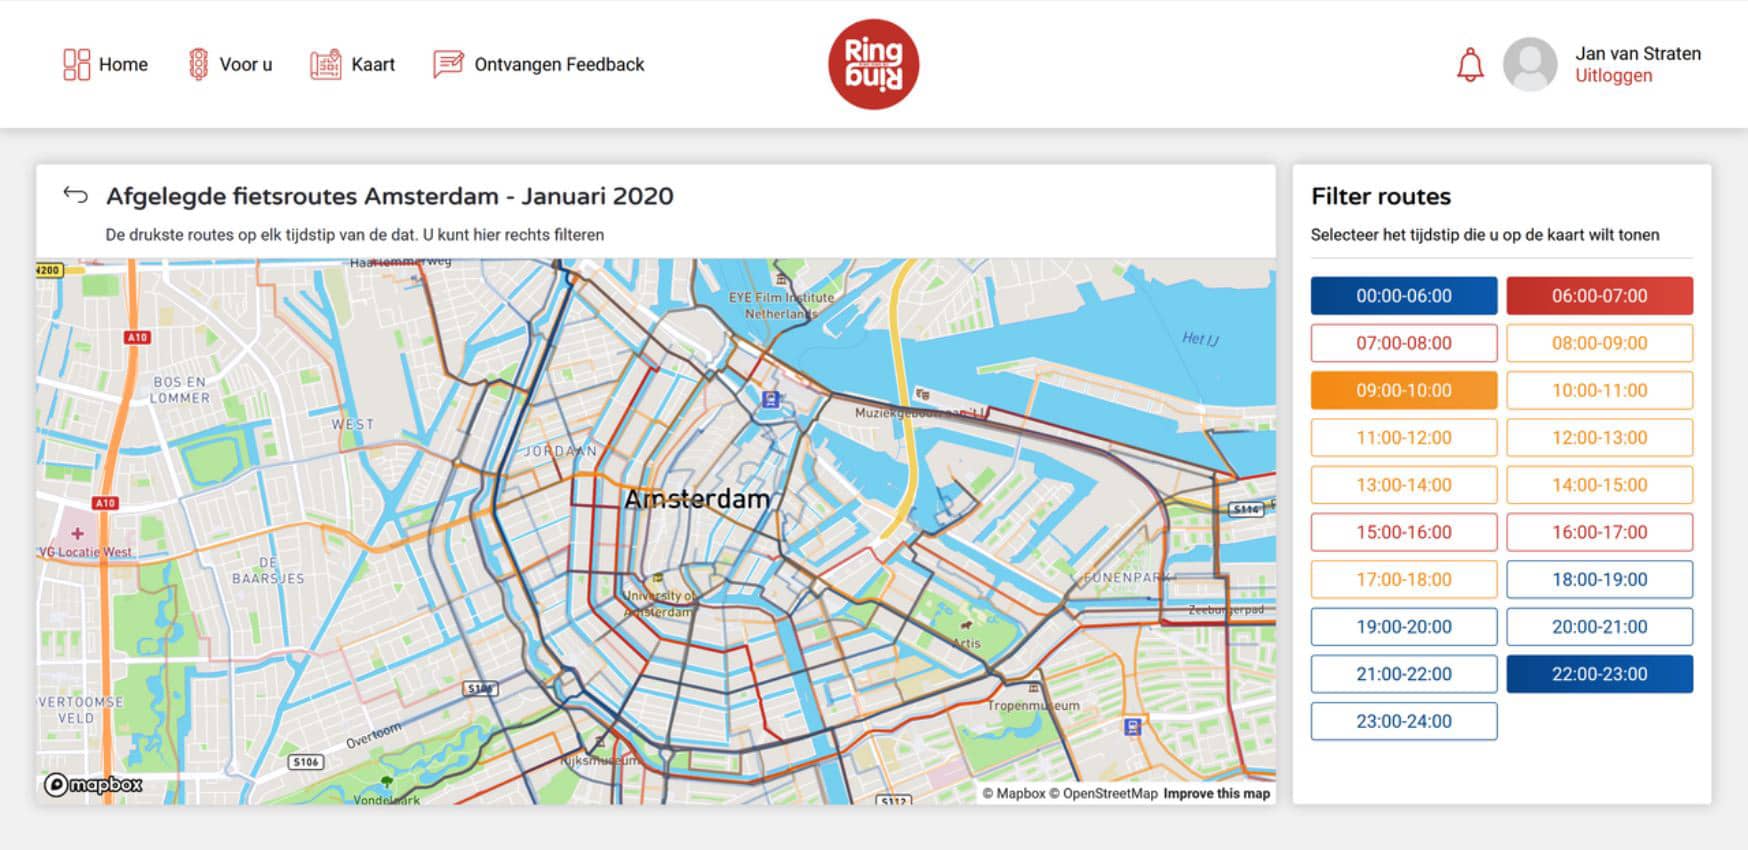 Home
Voor u
Kaart
Ontvangen Feedback
Ring
Ring
Jan van Straten
Uitloggen
Afgelegde fietsroutes Amsterdam - Januari 2020
De drukste routes op elk tijdstip van de dat. U kunt hier rechts filteren
N200
Haarlemmerweg
EYE Film Institute
Netherlands
Het IJ
A10
BOS EN
LOMMER
WEST
Muziekgebouw aan 't IJ
JORDAAN
Amsterdam
A10
S114
VG Locatie West
DE
BAARSJES
FUNENPARK
University of
Amsterdam
Zeeburgerpad
Artis
OVERTOOMSE
VELD
S106
Tropenmuseum
Overtoom
S106
Rijksmuseum
Vondelpark
S112
mapbox
© Mapbox © OpenStreetMap Improve this map
Filter routes
Selecteer het tijdstip die u op de kaart wilt tonen
00:00-06:00
06:00-07:00
07:00-08:00
08:00-09:00
09:00-10:00
10:00-11:00
11:00-12:00
12:00-13:00
13:00-14:00
14:00-15:00
15:00-16:00
16:00-17:00
17:00-18:00
18:00-19:00
19:00-20:00
20:00-21:00
21:00-22:00
22:00-23:00
23:00-24:00